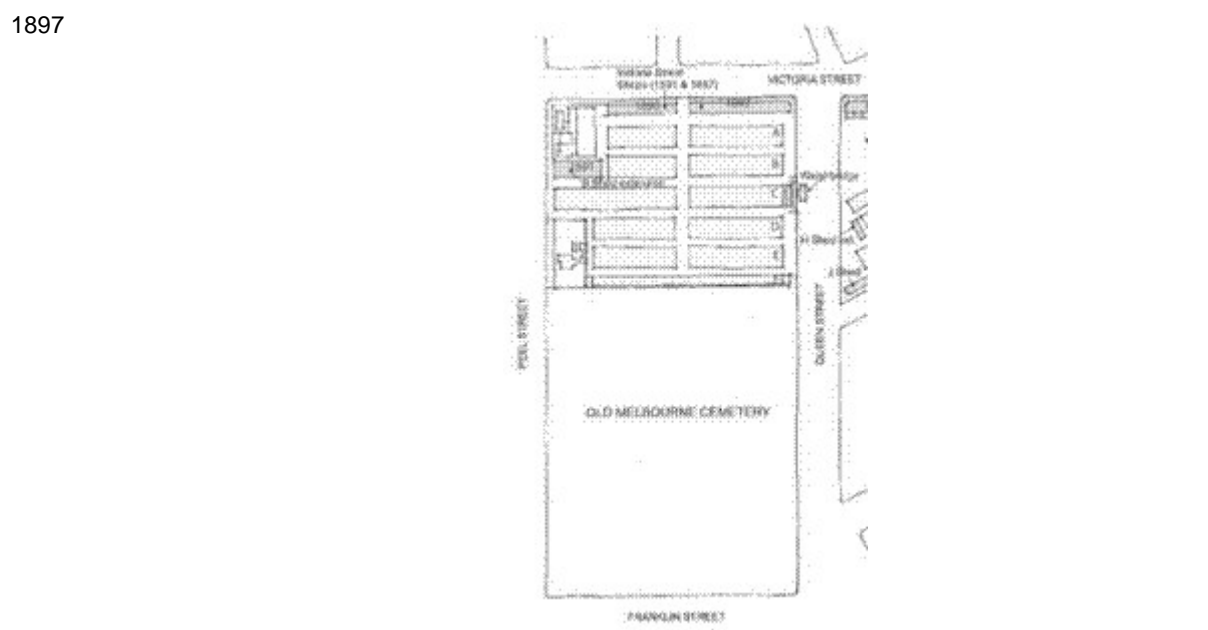 1897
VICTORIA STREET
Victoria Street
Shops (1891 & 1897)
A
B
Weighbridge
C
D
H Shed
E
J Shed
PEEL STREET
QUEEN STREET
OLD MELBOURNE CEMETERY
FRANKLIN STREET